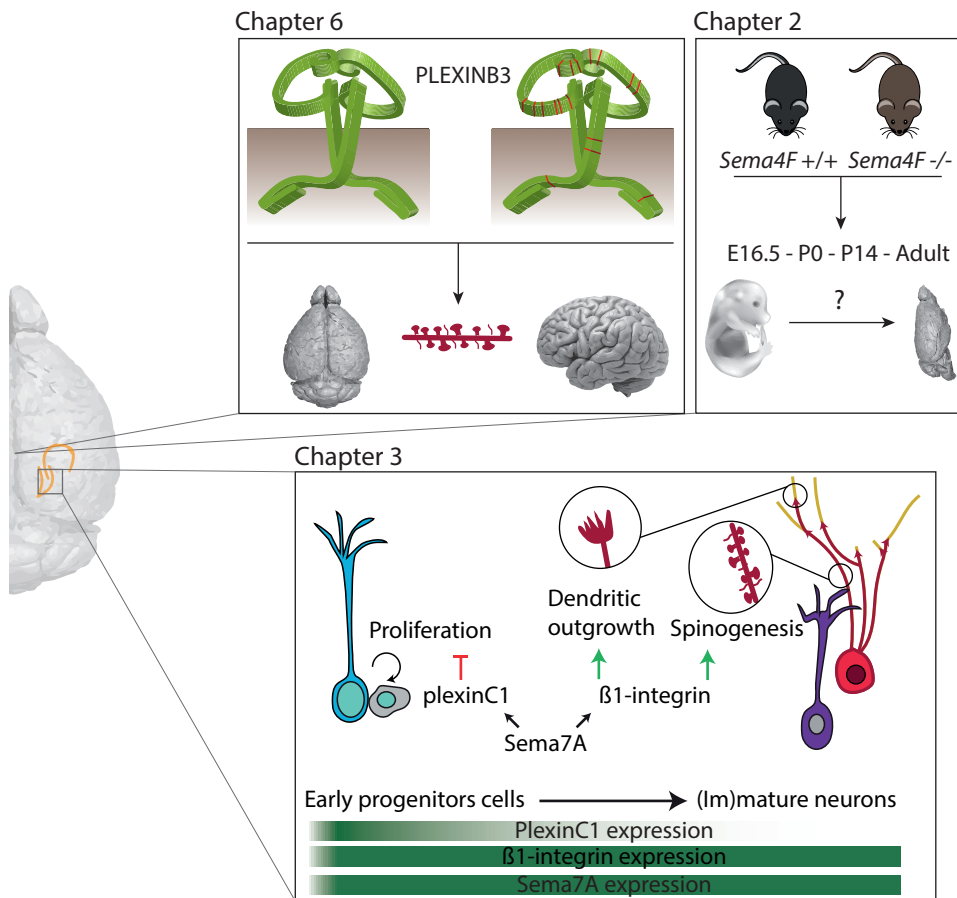 Chapter 6
PLEXINB3
Chapter 2
Sema4F +/+ Sema4F -/-
E16.5 - P0 - P14 - Adult
?
Chapter 3
Proliferation
plexinC1
Dendritic
outgrowth
Spinogenesis
ß1-integrin
Sema7A
Early progenitors cells
(Im)mature neurons
PlexinC1 expression
ß1-integrin expression
Sema7A expression